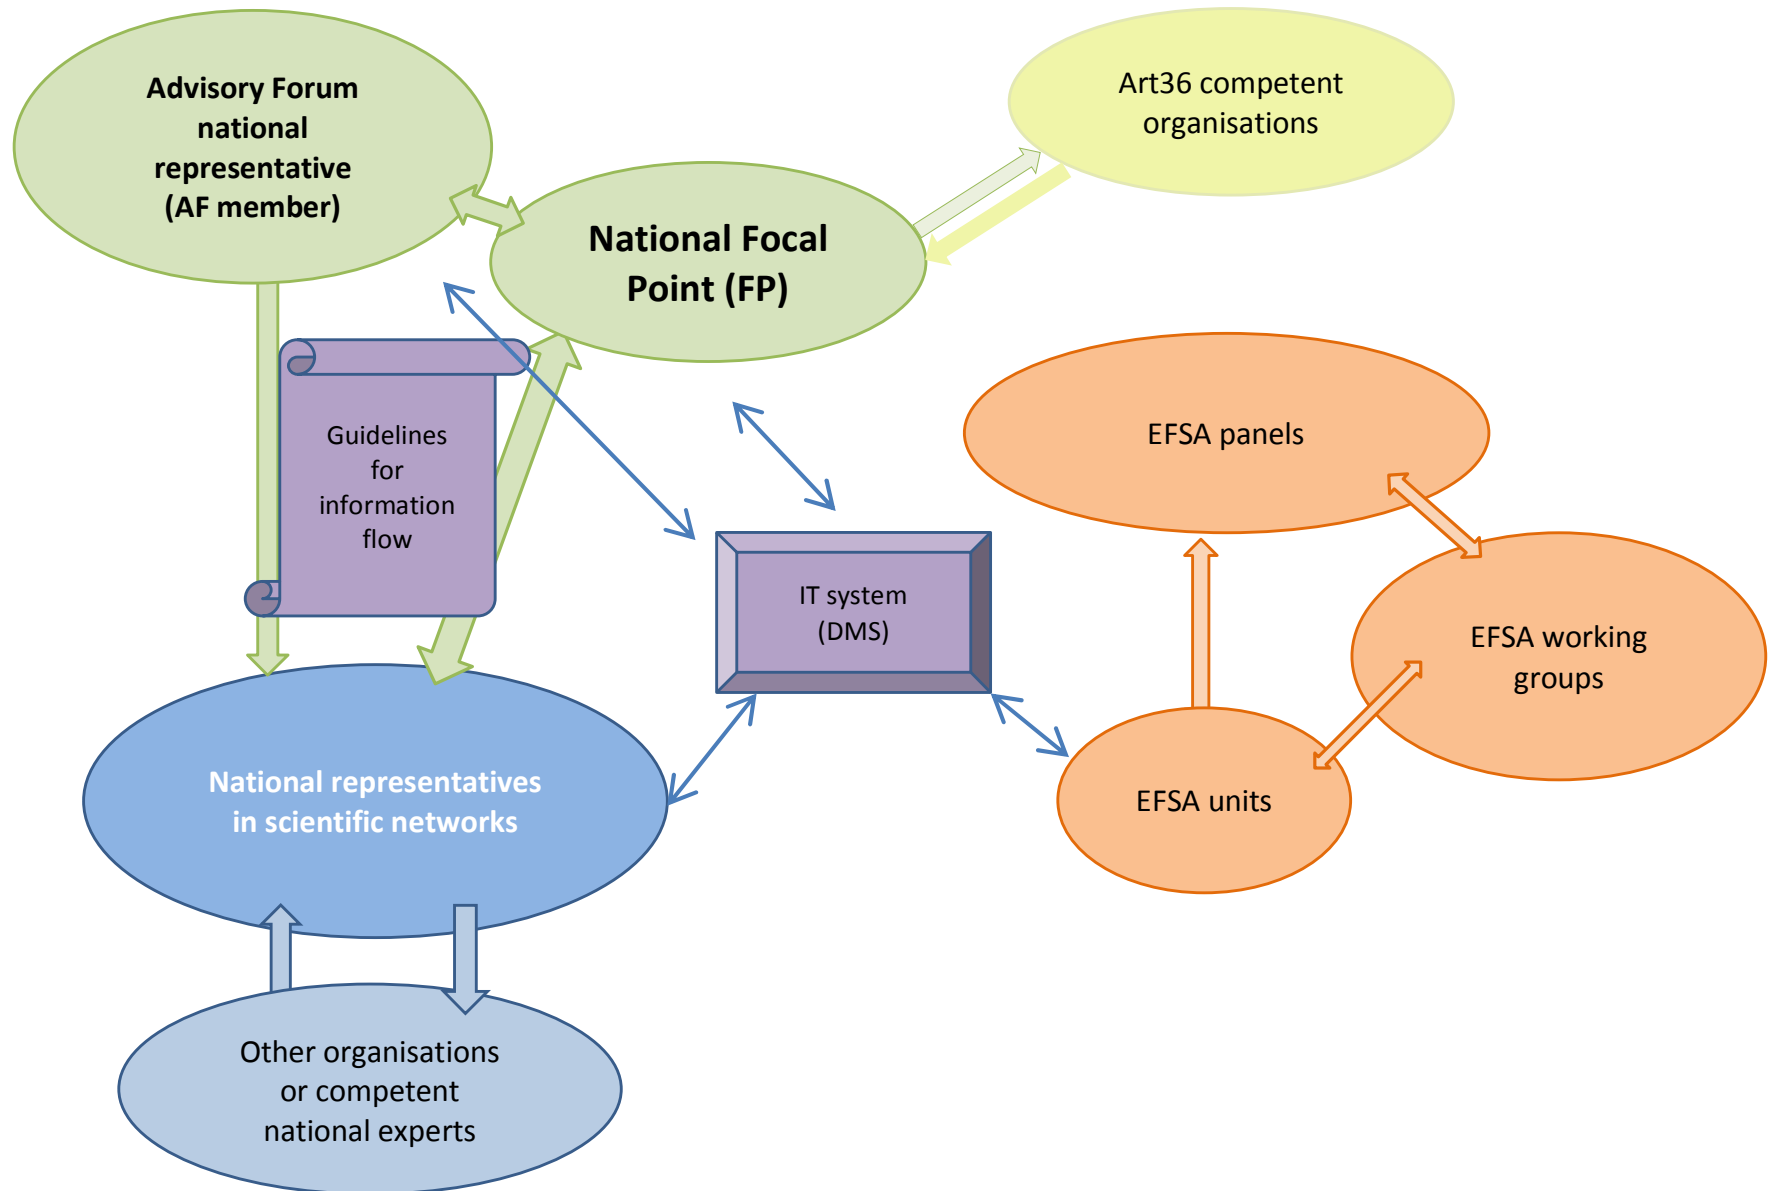 Advisory Forum
national
representative
(AF member)
Art36 competent
organisations
National Focal
Point (FP)
Guidelines
for
information
flow
EFSA panels
IT system
(DMS)
EFSA working
groups
National representatives
in scientific networks
EFSA units
Other organisations
or competent
national experts